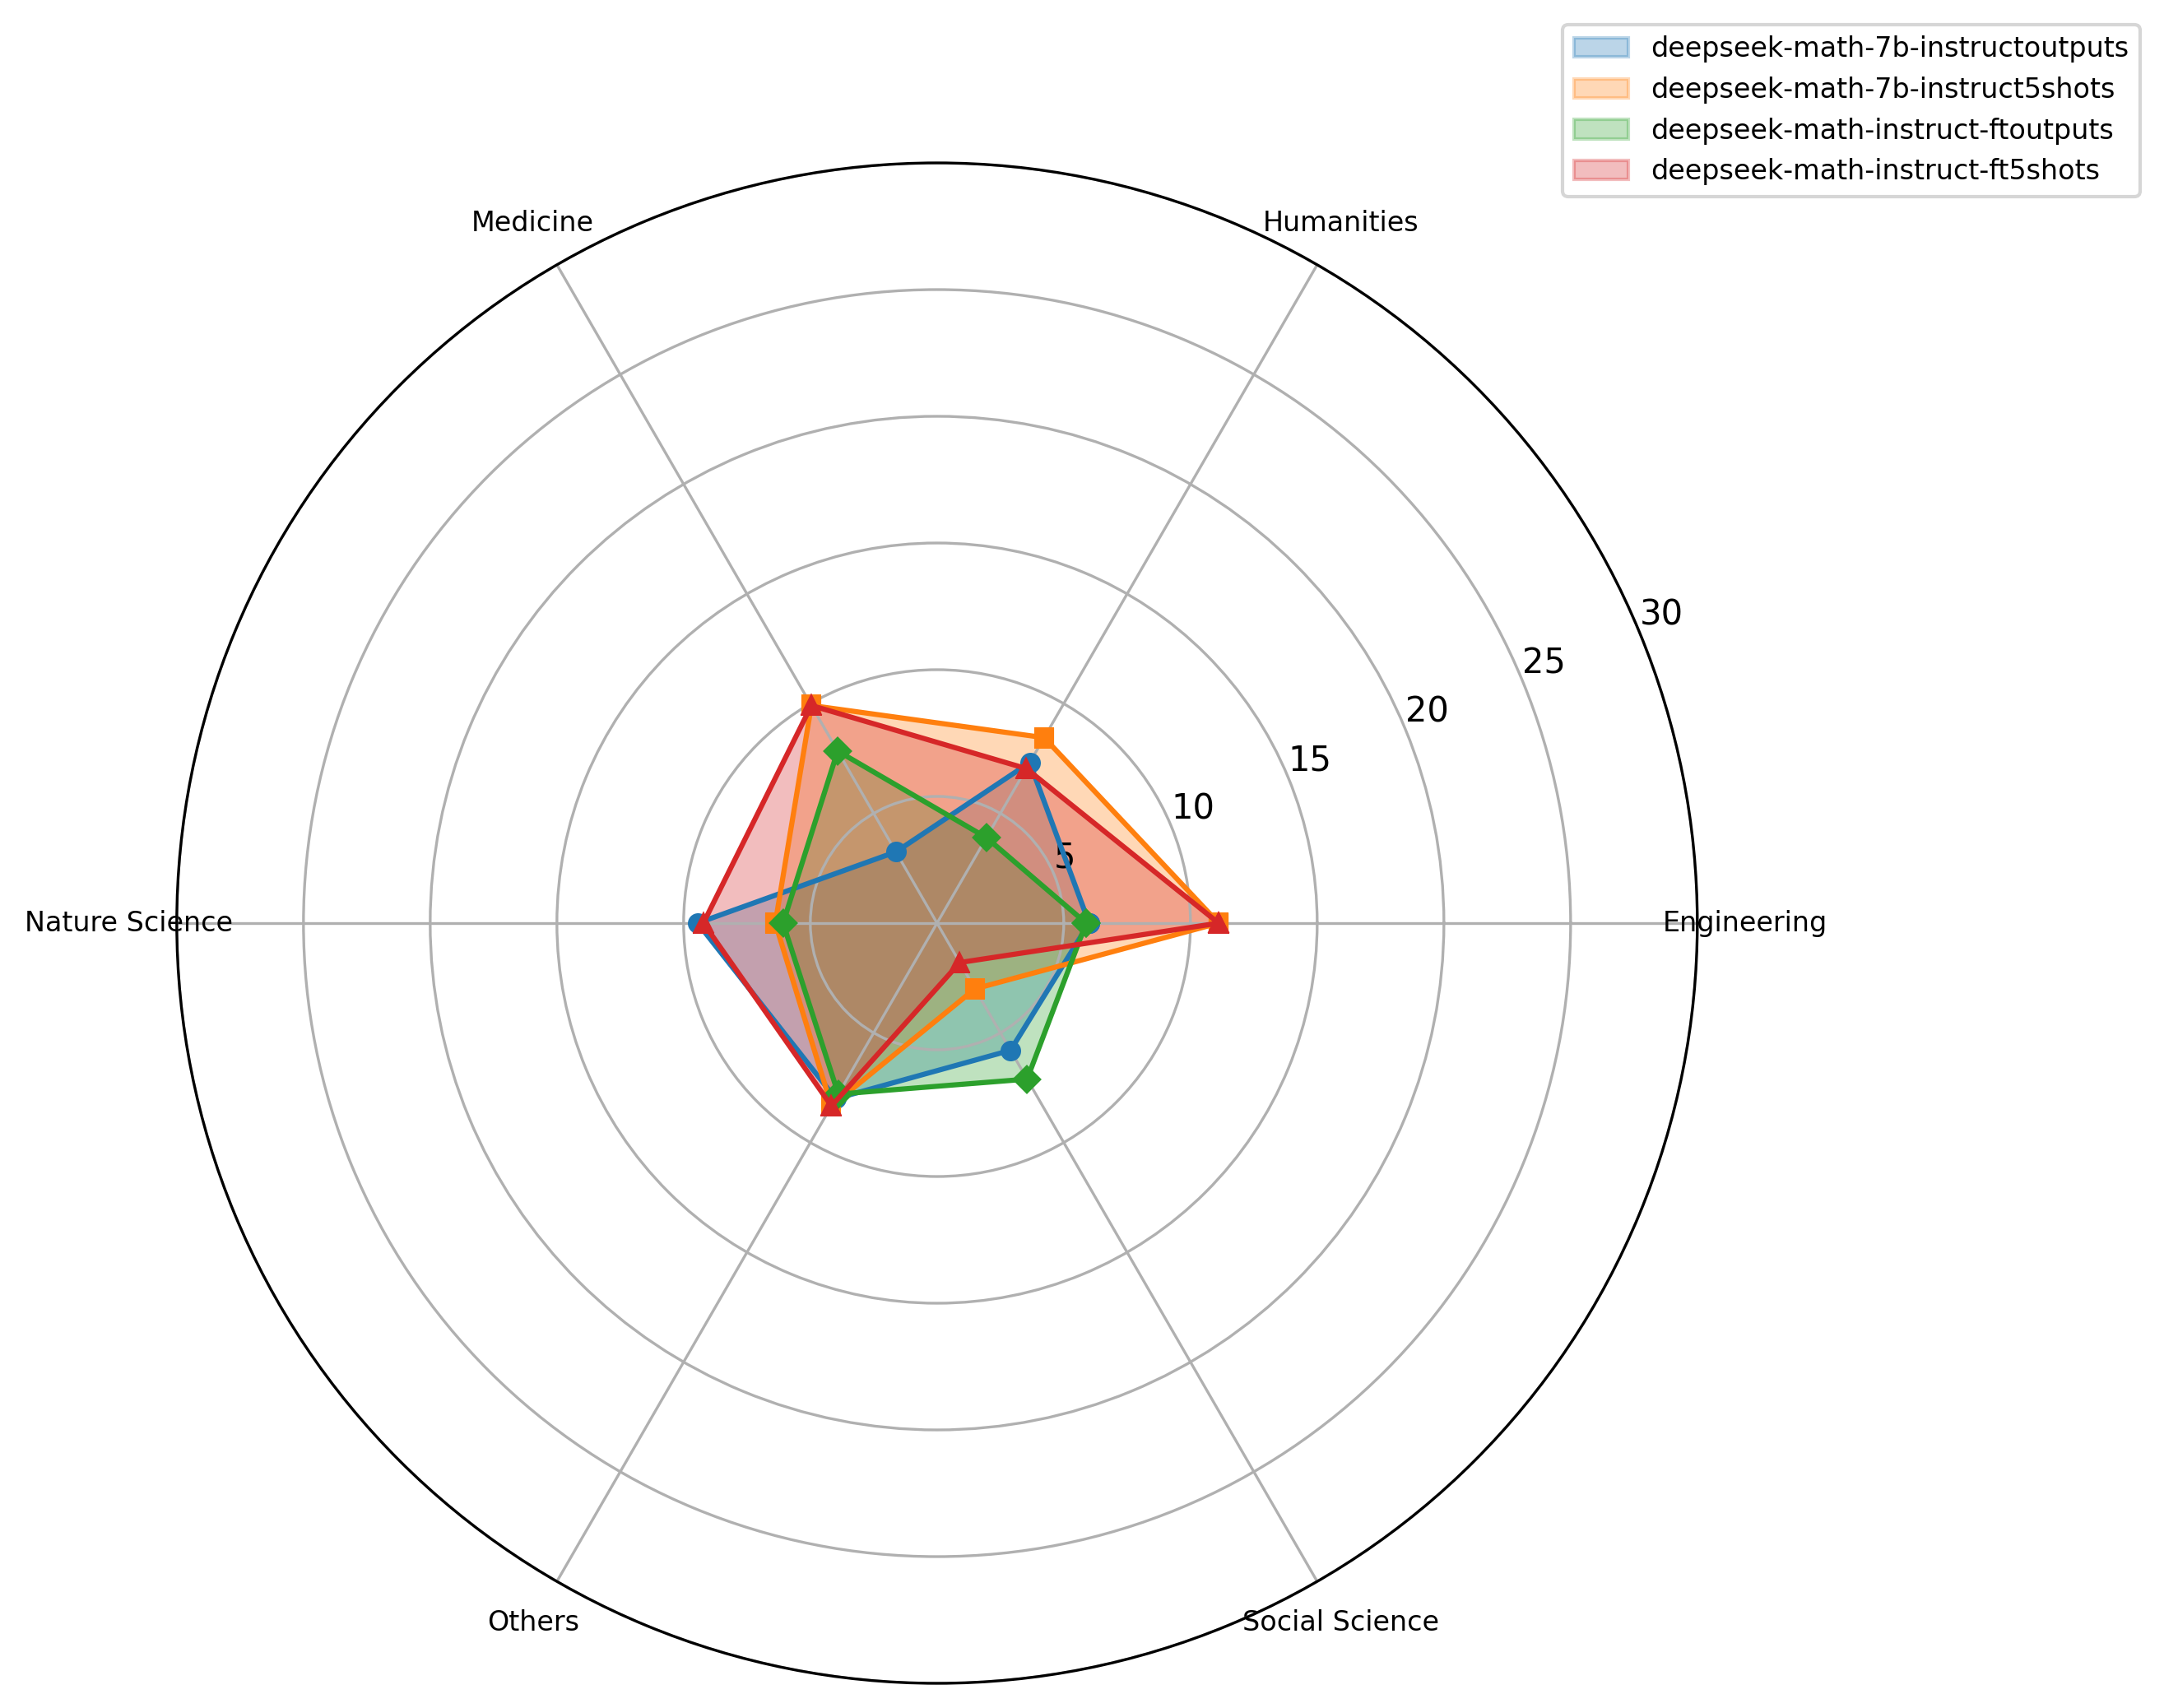 deepseek-math-7b-instructoutputs
deepseek-math-7b-instruct5shots
deepseek-math-instruct-ftoutputs
deepseek-math-instruct-ft5shots
Medicine
Humanities
30
25
20
15
10
5
Nature Science
Engineering
Others
Social Science